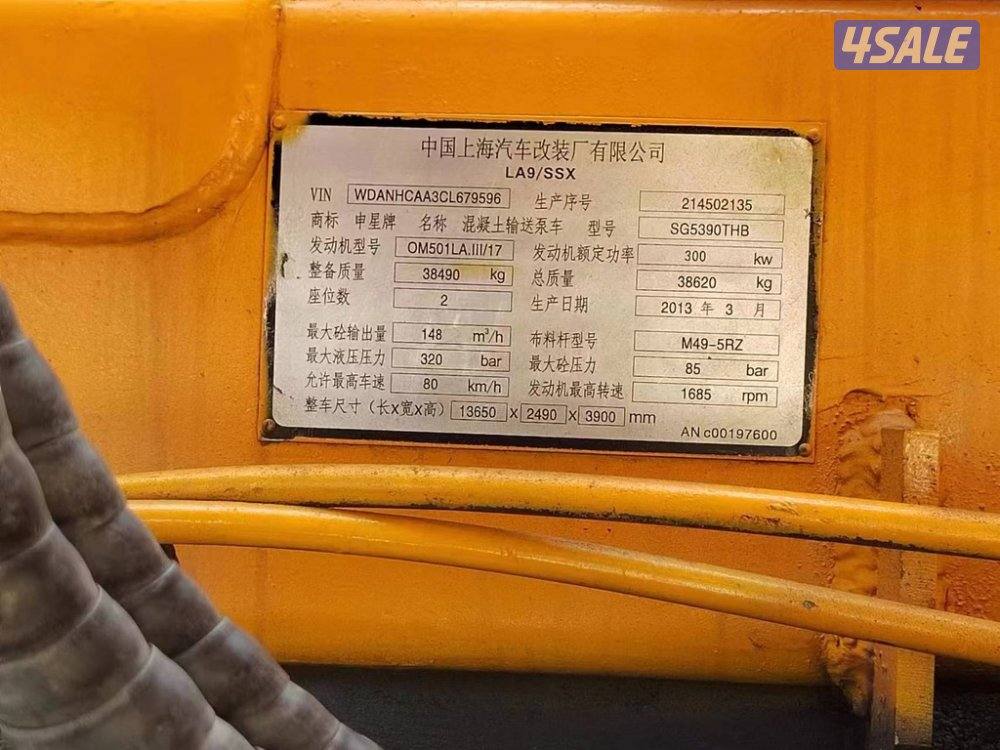 4SALE
中国上海汽车改装厂有限公司
LA9/SSX
VIN WDANHCAA3CL679596 生产序号 214502135
商标 申星牌 名称 混凝土输送泵车 型号 SG5390THB
发动机型号 OM501LA.III/17 发动机额定功率 300 kw
整备质量 38490 kg 总质量 38620 kg
座位数 2 生产日期 2013 年 3 月
最大砼输出量 148 m³/h 布料杆型号 M49-5RZ
最大液压压力 320 bar 最大砼压力 85 bar
允许最高车速 80 km/h 发动机最高转速 1685 rpm
整车尺寸（长X宽X高） 13650 X 2490 X 3900 mm
AN c00197600